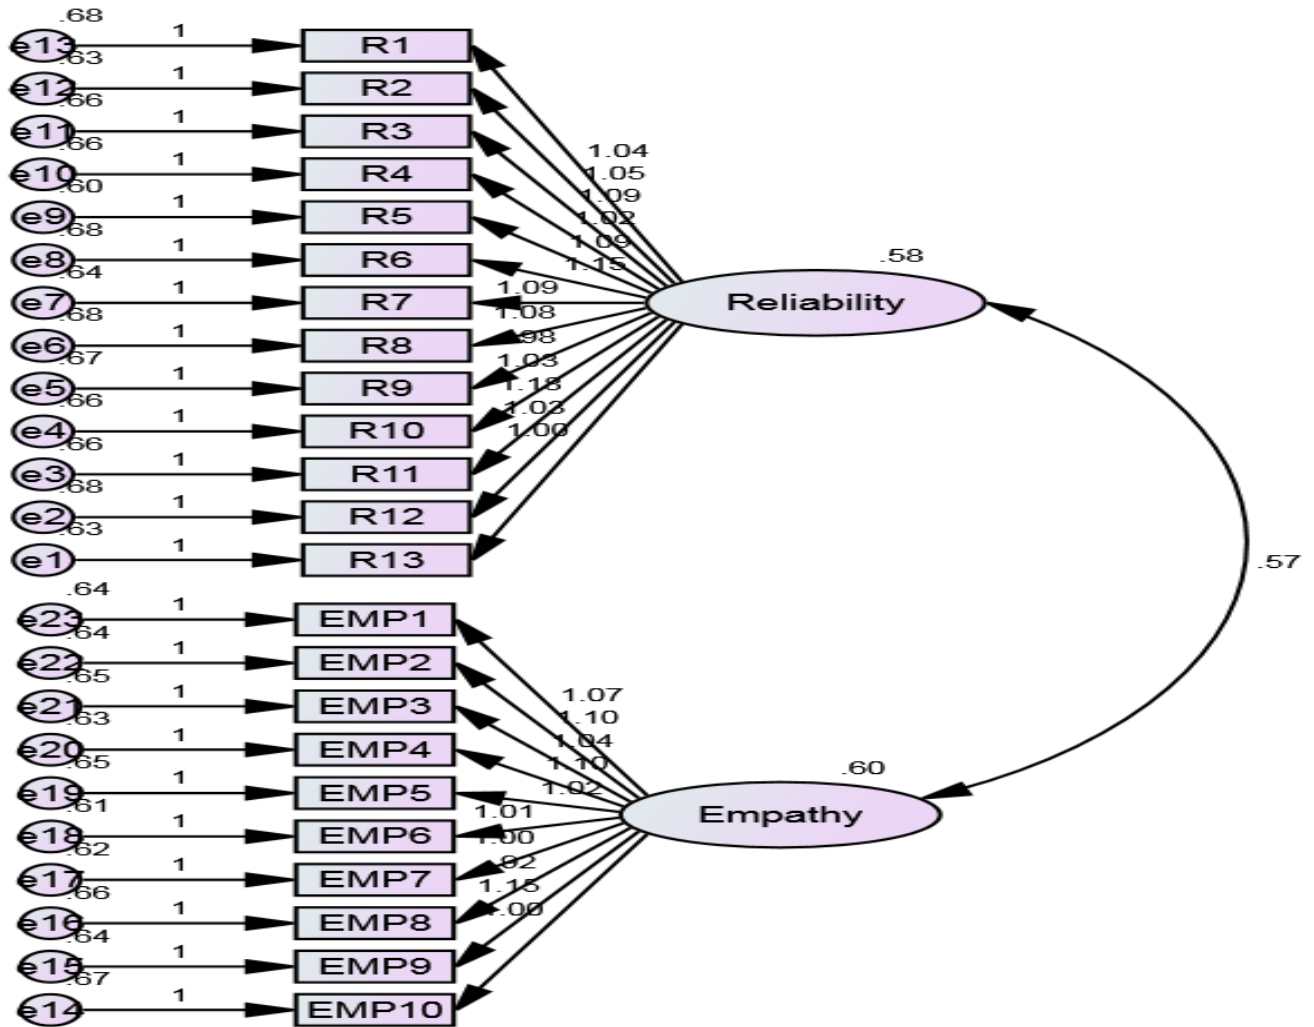 .68
e13 1 R1
.63
e12 1 R2
.66
e11 1 R3
.66
e10 1 R4
.60
e9 1 R5
.68
e8 1 R6
.64
e7 1 R7
.68
e6 1 R8
.67
e5 1 R9
.66
e4 1 R10
.66
e3 1 R11
.68
e2 1 R12
.63
e1 1 R13
1.04
1.05
1.09
1.02
1.09
1.15
1.09
1.08
.98
1.03
1.18
1.03
1.00
.58
Reliability
.57
.64
e23 1 EMP1
.64
e22 1 EMP2
.65
e21 1 EMP3
.63
e20 1 EMP4
.65
e19 1 EMP5
.61
e18 1 EMP6
.62
e17 1 EMP7
.66
e16 1 EMP8
.64
e15 1 EMP9
.67
e14 1 EMP10
1.07
1.10
1.04
1.10
1.02
1.01
1.00
.92
1.15
1.00
.60
Empathy